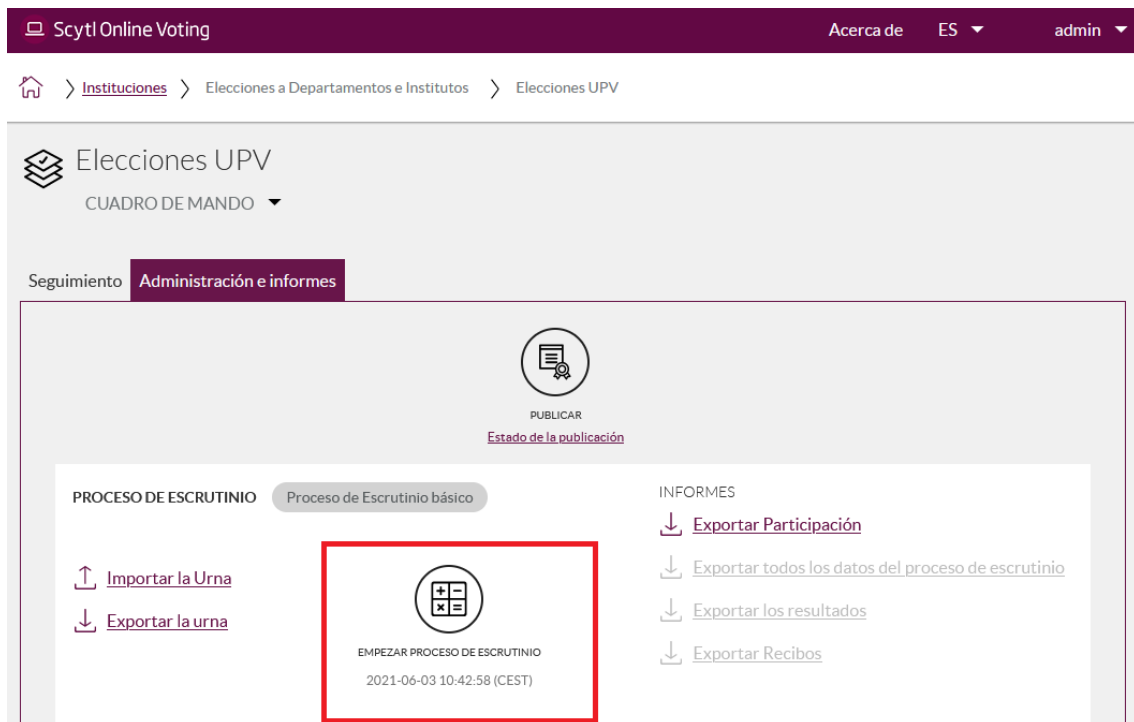 Scytl Online Voting
Acerca de ES admin
Instituciones Elecciones a Departamentos e Institutos Elecciones UPV
Elecciones UPV
CUADRO DE MANDO
Seguimiento Administración e informes
PUBLICAR
Estado de la publicación
PROCESO DE ESCRUTINIO Proceso de Escrutinio básico
Importar la Urna
Exportar la urna
EMPEZAR PROCESO DE ESCRUTINIO
2021-06-03 10:42:58 (CEST)
INFORMES
Exportar Participación
Exportar todos los datos del proceso de escrutinio
Exportar los resultados
Exportar Recibos